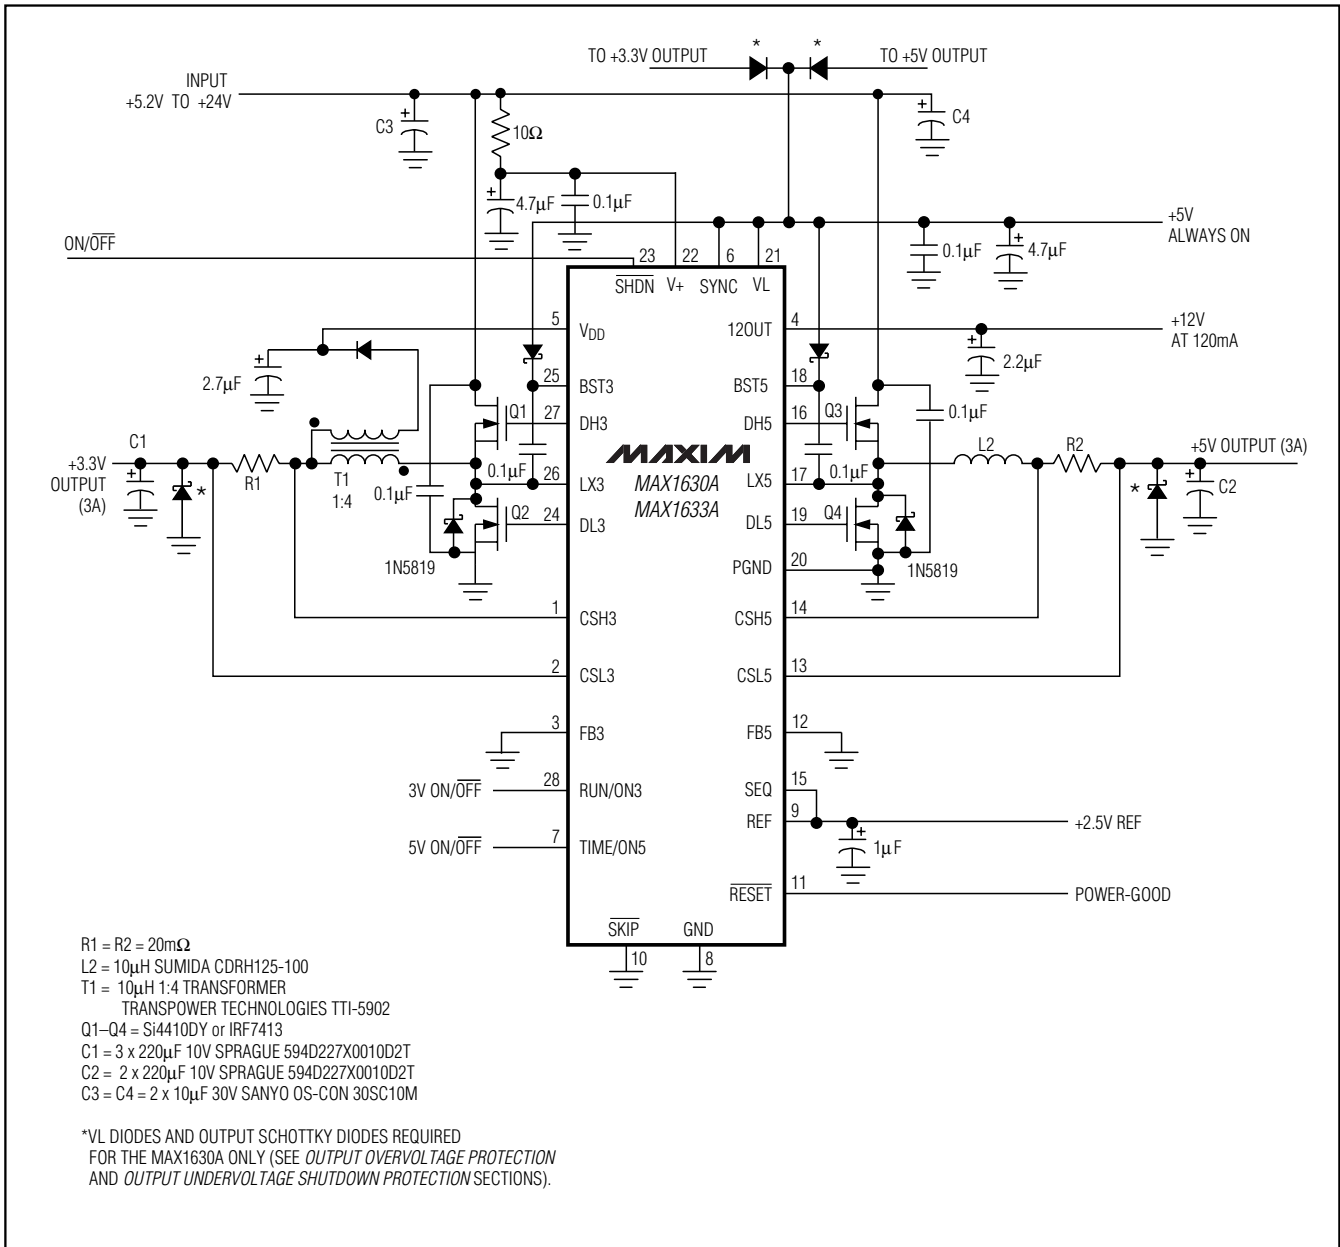 TO +3.3V OUTPUT
*
*
TO +5V OUTPUT
INPUT
+5.2V TO +24V
C3
+
10Ω
+
C4
+
4.7µF
0.1µF
ON/OFF
+5V
ALWAYS ON
0.1µF
+
4.7µF
23
22
6
21
SHDN
V+
SYNC
VL
5
VDD
12OUT
4
+12V
AT 120mA
+
2.2µF
+
2.7µF
25
BST3
BST5
18
Q1
27
DH3
DH5
16
Q3
0.1µF
C1
+3.3V
OUTPUT
(3A)
+
*
R1
T1
1:4
0.1µF
0.1µF
26
LX3
MAXIM
MAX1630A
MAX1633A
LX5
17
0.1µF
L2
R2
+5V OUTPUT (3A)
*
+
C2
Q2
24
DL3
DL5
19
Q4
1N5819
PGND
20
1N5819
1
CSH3
CSH5
14
2
CSL3
CSL5
13
3
FB3
FB5
12
3V ON/OFF
28
RUN/ON3
SEQ
15
REF
9
+2.5V REF
+
1µF
5V ON/OFF
7
TIME/ON5
RESET
11
POWER-GOOD
SKIP
GND
10
8
R1 = R2 = 20mΩ
L2 = 10µH SUMIDA CDRH125-100
T1 = 10µH 1:4 TRANSFORMER
TRANSPOWER TECHNOLOGIES TTI-5902
Q1–Q4 = Si4410DY or IRF7413
C1 = 3 x 220µF 10V SPRAGUE 594D227X0010D2T
C2 = 2 x 220µF 10V SPRAGUE 594D227X0010D2T
C3 = C4 = 2 x 10µF 30V SANYO OS-CON 30SC10M
*VL DIODES AND OUTPUT SCHOTTKY DIODES REQUIRED
FOR THE MAX1630A ONLY (SEE OUTPUT OVERVOLTAGE PROTECTION
AND OUTPUT UNDERVOLTAGE SHUTDOWN PROTECTION SECTIONS).